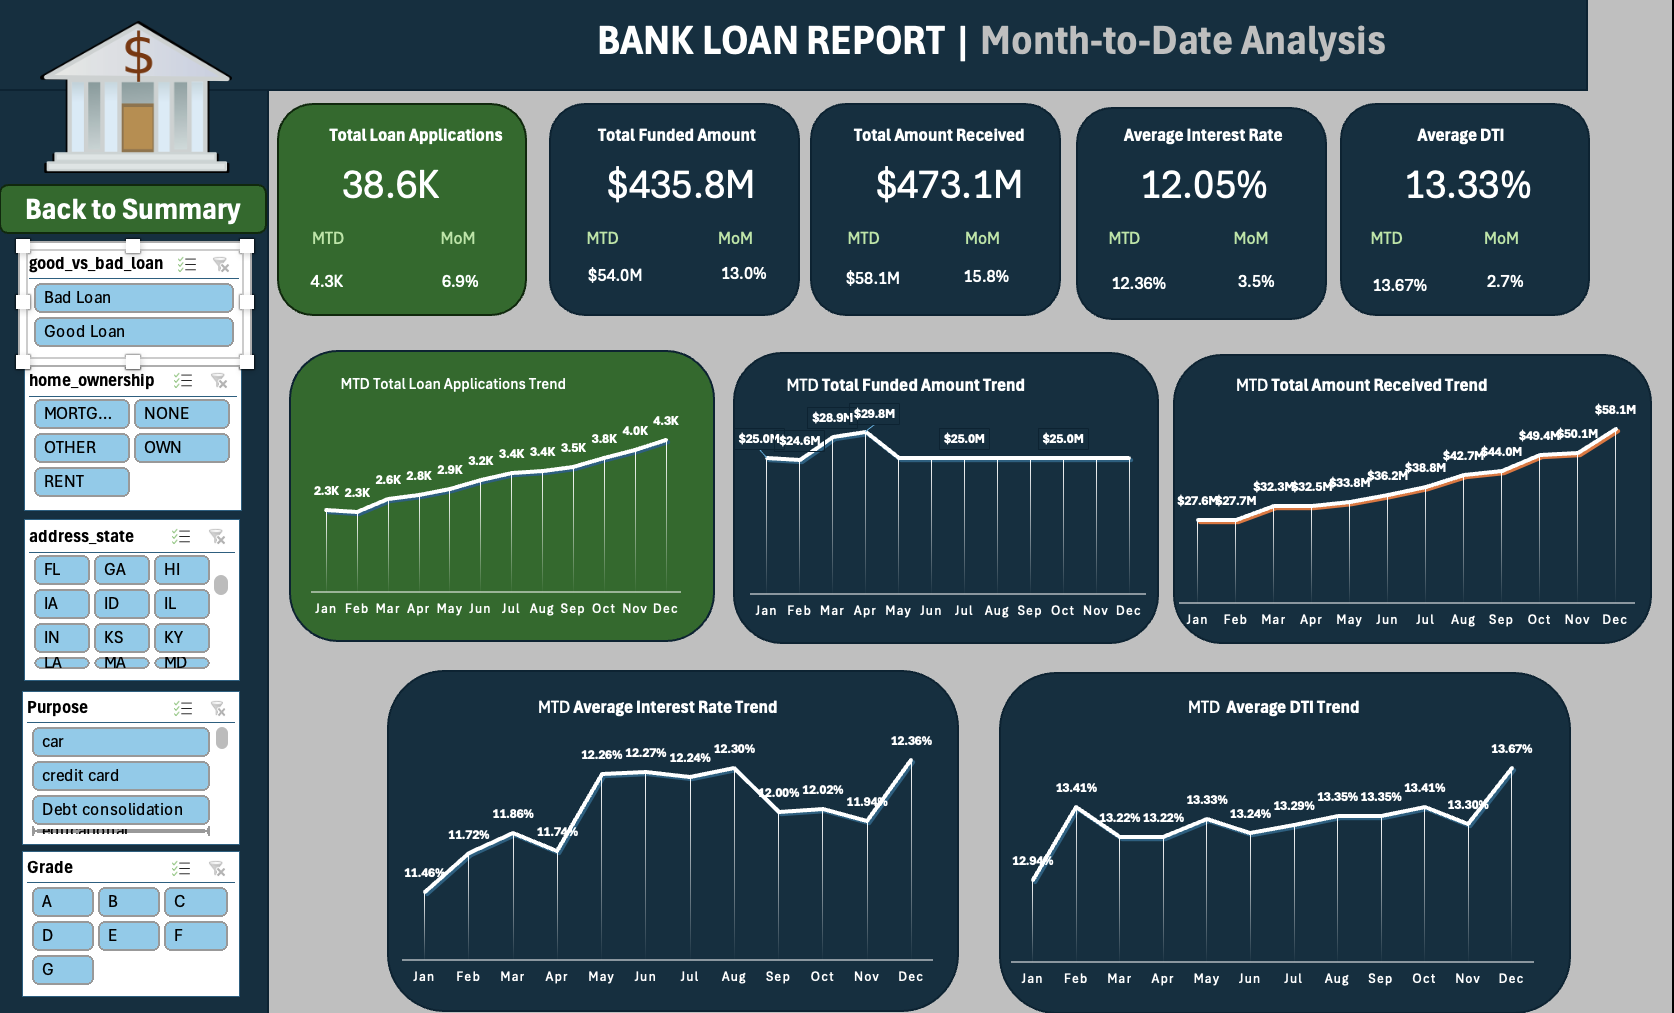 BANK LOAN REPORT | Month-to-Date Analysis
$
Back to Summary
good_vs_bad_loan
Bad Loan
Good Loan
home_ownership
MORTG... NONE
OTHER OWN
RENT
address_state
FL GA HI
IA ID IL
IN KS KY
LA MA MD
Purpose
car
credit card
Debt consolidation
educational
Grade
A B C
D E F
G
Total Loan Applications
38.6K
MTD MoM
4.3K 6.9%
Total Funded Amount
$435.8M
MTD MoM
$54.0M 13.0%
Total Amount Received
$473.1M
MTD MoM
$58.1M 15.8%
Average Interest Rate
12.05%
MTD MoM
12.36% 3.5%
Average DTI
13.33%
MTD MoM
13.67% 2.7%
MTD Total Loan Applications Trend
2.3K 2.3K 2.6K 2.8K 2.9K 3.2K 3.4K 3.4K 3.5K 3.8K 4.0K 4.3K
Jan Feb Mar Apr May Jun Jul Aug Sep Oct Nov Dec
MTD Total Funded Amount Trend
$25.0M $24.6M $28.9M $29.8M $25.0M $25.0M
Jan Feb Mar Apr May Jun Jul Aug Sep Oct Nov Dec
MTD Total Amount Received Trend
$27.6M $27.7M $32.3M $32.5M $33.8M $36.2M $38.8M $42.7M $44.0M $49.4M $50.1M $58.1M
Jan Feb Mar Apr May Jun Jul Aug Sep Oct Nov Dec
MTD Average Interest Rate Trend
11.46% 11.72% 11.86% 11.74% 12.26% 12.27% 12.24% 12.30% 12.00% 12.02% 11.94% 12.36%
Jan Feb Mar Apr May Jun Jul Aug Sep Oct Nov Dec
MTD Average DTI Trend
12.94% 13.41% 13.22% 13.22% 13.33% 13.24% 13.29% 13.35% 13.35% 13.41% 13.30% 13.67%
Jan Feb Mar Apr May Jun Jul Aug Sep Oct Nov Dec